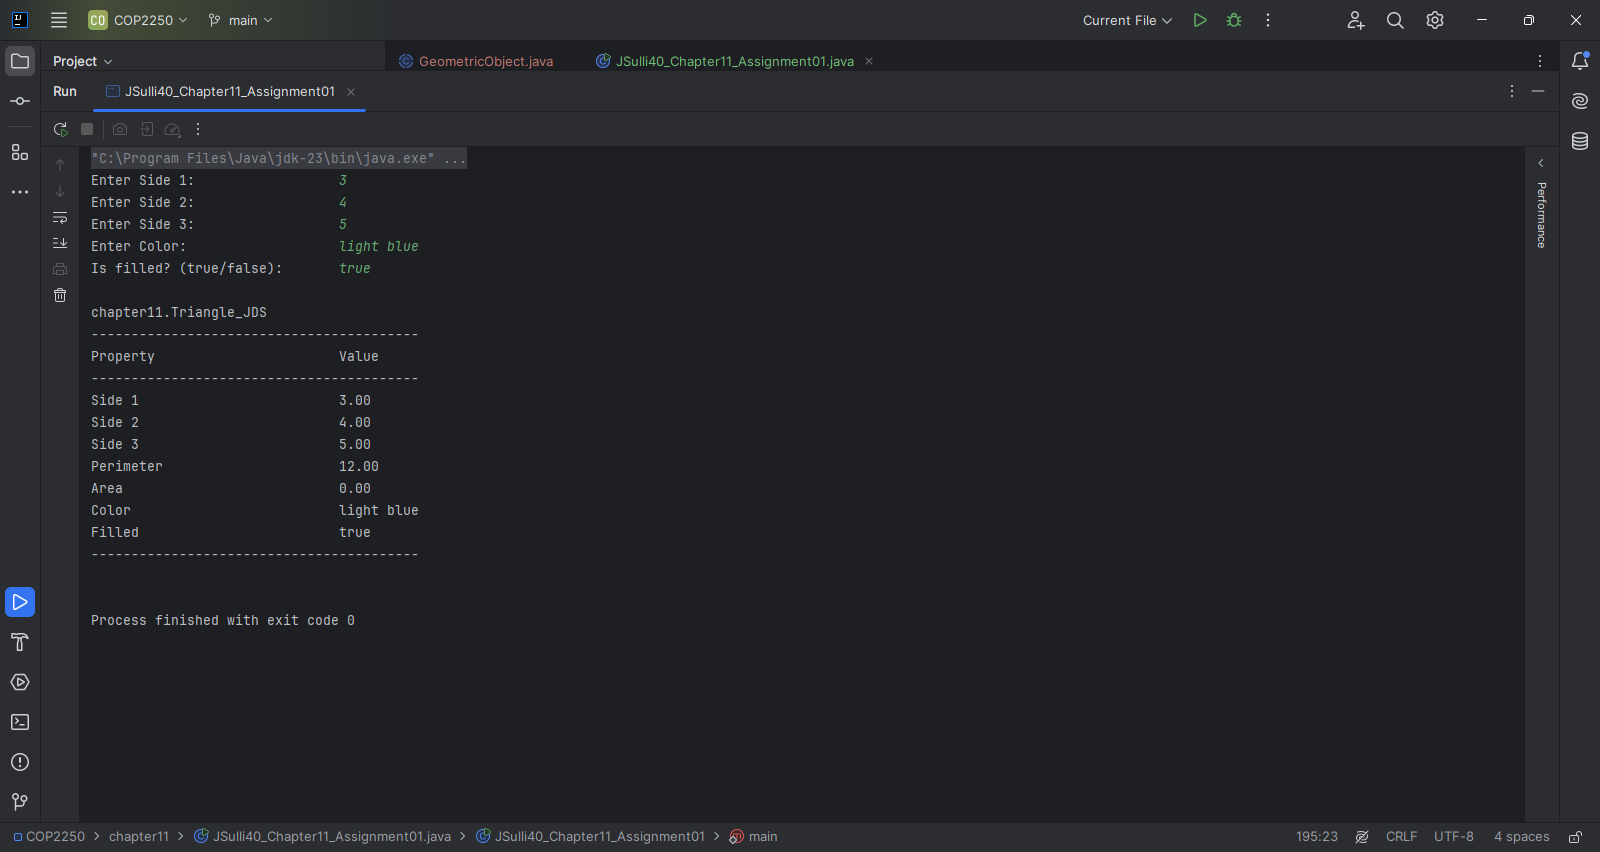 CO COP2250 main Current File
Project GeometricObject.java JSulli40_Chapter11_Assignment01.java
Run JSulli40_Chapter11_Assignment01
"C:\Program Files\Java\jdk-23\bin\java.exe" ...
Enter Side 1: 3
Enter Side 2: 4
Enter Side 3: 5
Enter Color: light blue
Is filled? (true/false): true
chapter11.Triangle_JDS
-----------------------------------------
Property Value
-----------------------------------------
Side 1 3.00
Side 2 4.00
Side 3 5.00
Perimeter 12.00
Area 0.00
Color light blue
Filled true
-----------------------------------------
Process finished with exit code 0
Performance
COP2250 > chapter11 > JSulli40_Chapter11_Assignment01.java > JSulli40_Chapter11_Assignment01 > main 195:23 CRLF UTF-8 4 spaces